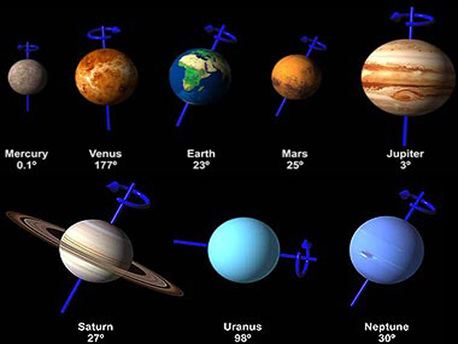 Mercury
0.1º
Venus
177º
Earth
23º
Mars
25º
Jupiter
3º
Saturn
27º
Uranus
98º
Neptune
30º